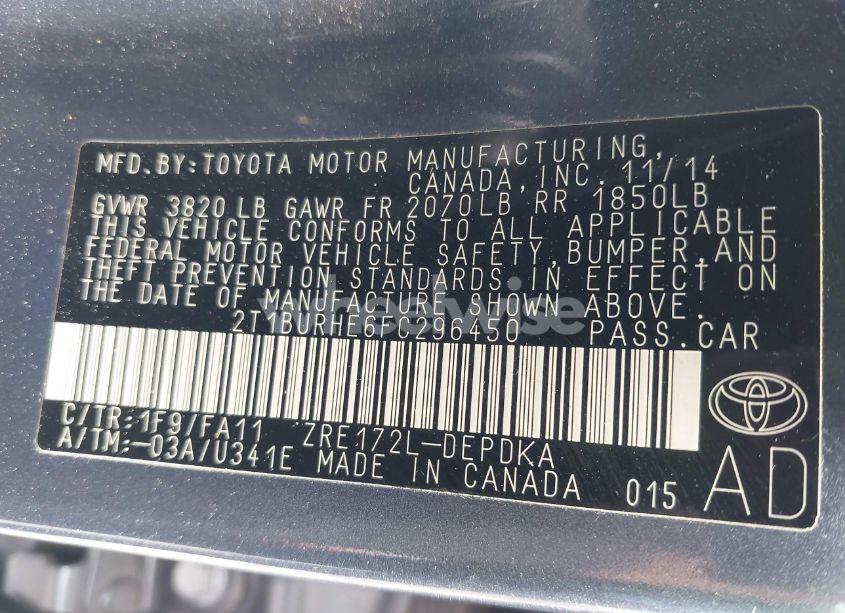 MFD.BY:TOYOTA MOTOR MANUFACTURING,
CANADA,INC. 11/14
GVWR 3820LB GAWR FR 2070LB RR 1850LB
THIS VEHICLE CONFORMS TO ALL APPLICABLE
FEDERAL MOTOR VEHICLE SAFETY, BUMPER, AND
THEFT PREVENTION STANDARDS IN EFFECT ON
THE DATE OF MANUFACTURE SHOWN ABOVE.
wheelwise
2T1BURHE6FC296450 PASS.CAR
C/TR:1F9/FA11 ZRE172L-DEPDKA
A/TM:-03A/U341E MADE IN CANADA 015
AD